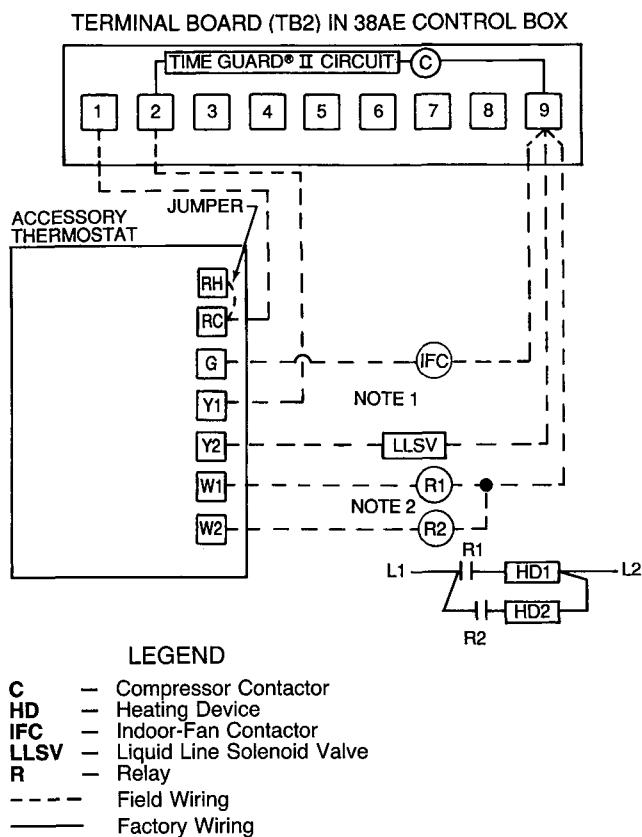 TERMINAL BOARD (TB2) IN 38AE CONTROL BOX
TIME GUARD® II CIRCUIT
C
1 2 3 4 5 6 7 8 9
JUMPER
ACCESSORY
THERMOSTAT
RH
RC
G
IFC
Y1
NOTE 1
Y2
LLSV
W1
R1
NOTE 2
W2
R2
R1
L1
HD1
L2
HD2
R2
LEGEND
C — Compressor Contactor
HD — Heating Device
IFC — Indoor-Fan Contactor
LLSV — Liquid Line Solenoid Valve
R — Relay
Field Wiring
Factory Wiring